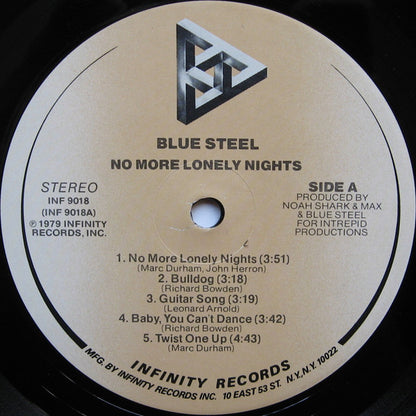 BLUE STEEL
NO MORE LONELY NIGHTS
STEREO
INF 9018
(INF 9018A)
℗ 1979 INFINITY
RECORDS, INC.
SIDE A
PRODUCED BY
NOAH SHARK & MAX
& BLUE STEEL
FOR INTREPID
PRODUCTIONS
1. No More Lonely Nights (3:51)
(Marc Durham, John Herron)
2. Bulldog (3:18)
(Richard Bowden)
3. Guitar Song (3:19)
(Leonard Arnold)
4. Baby, You Can't Dance (3:42)
(Richard Bowden)
5. Twist One Up (4:43)
(Marc Durham)
INFINITY RECORDS
MFG. BY INFINITY RECORDS INC. 10 EAST 53 ST. N.Y., N.Y. 10022